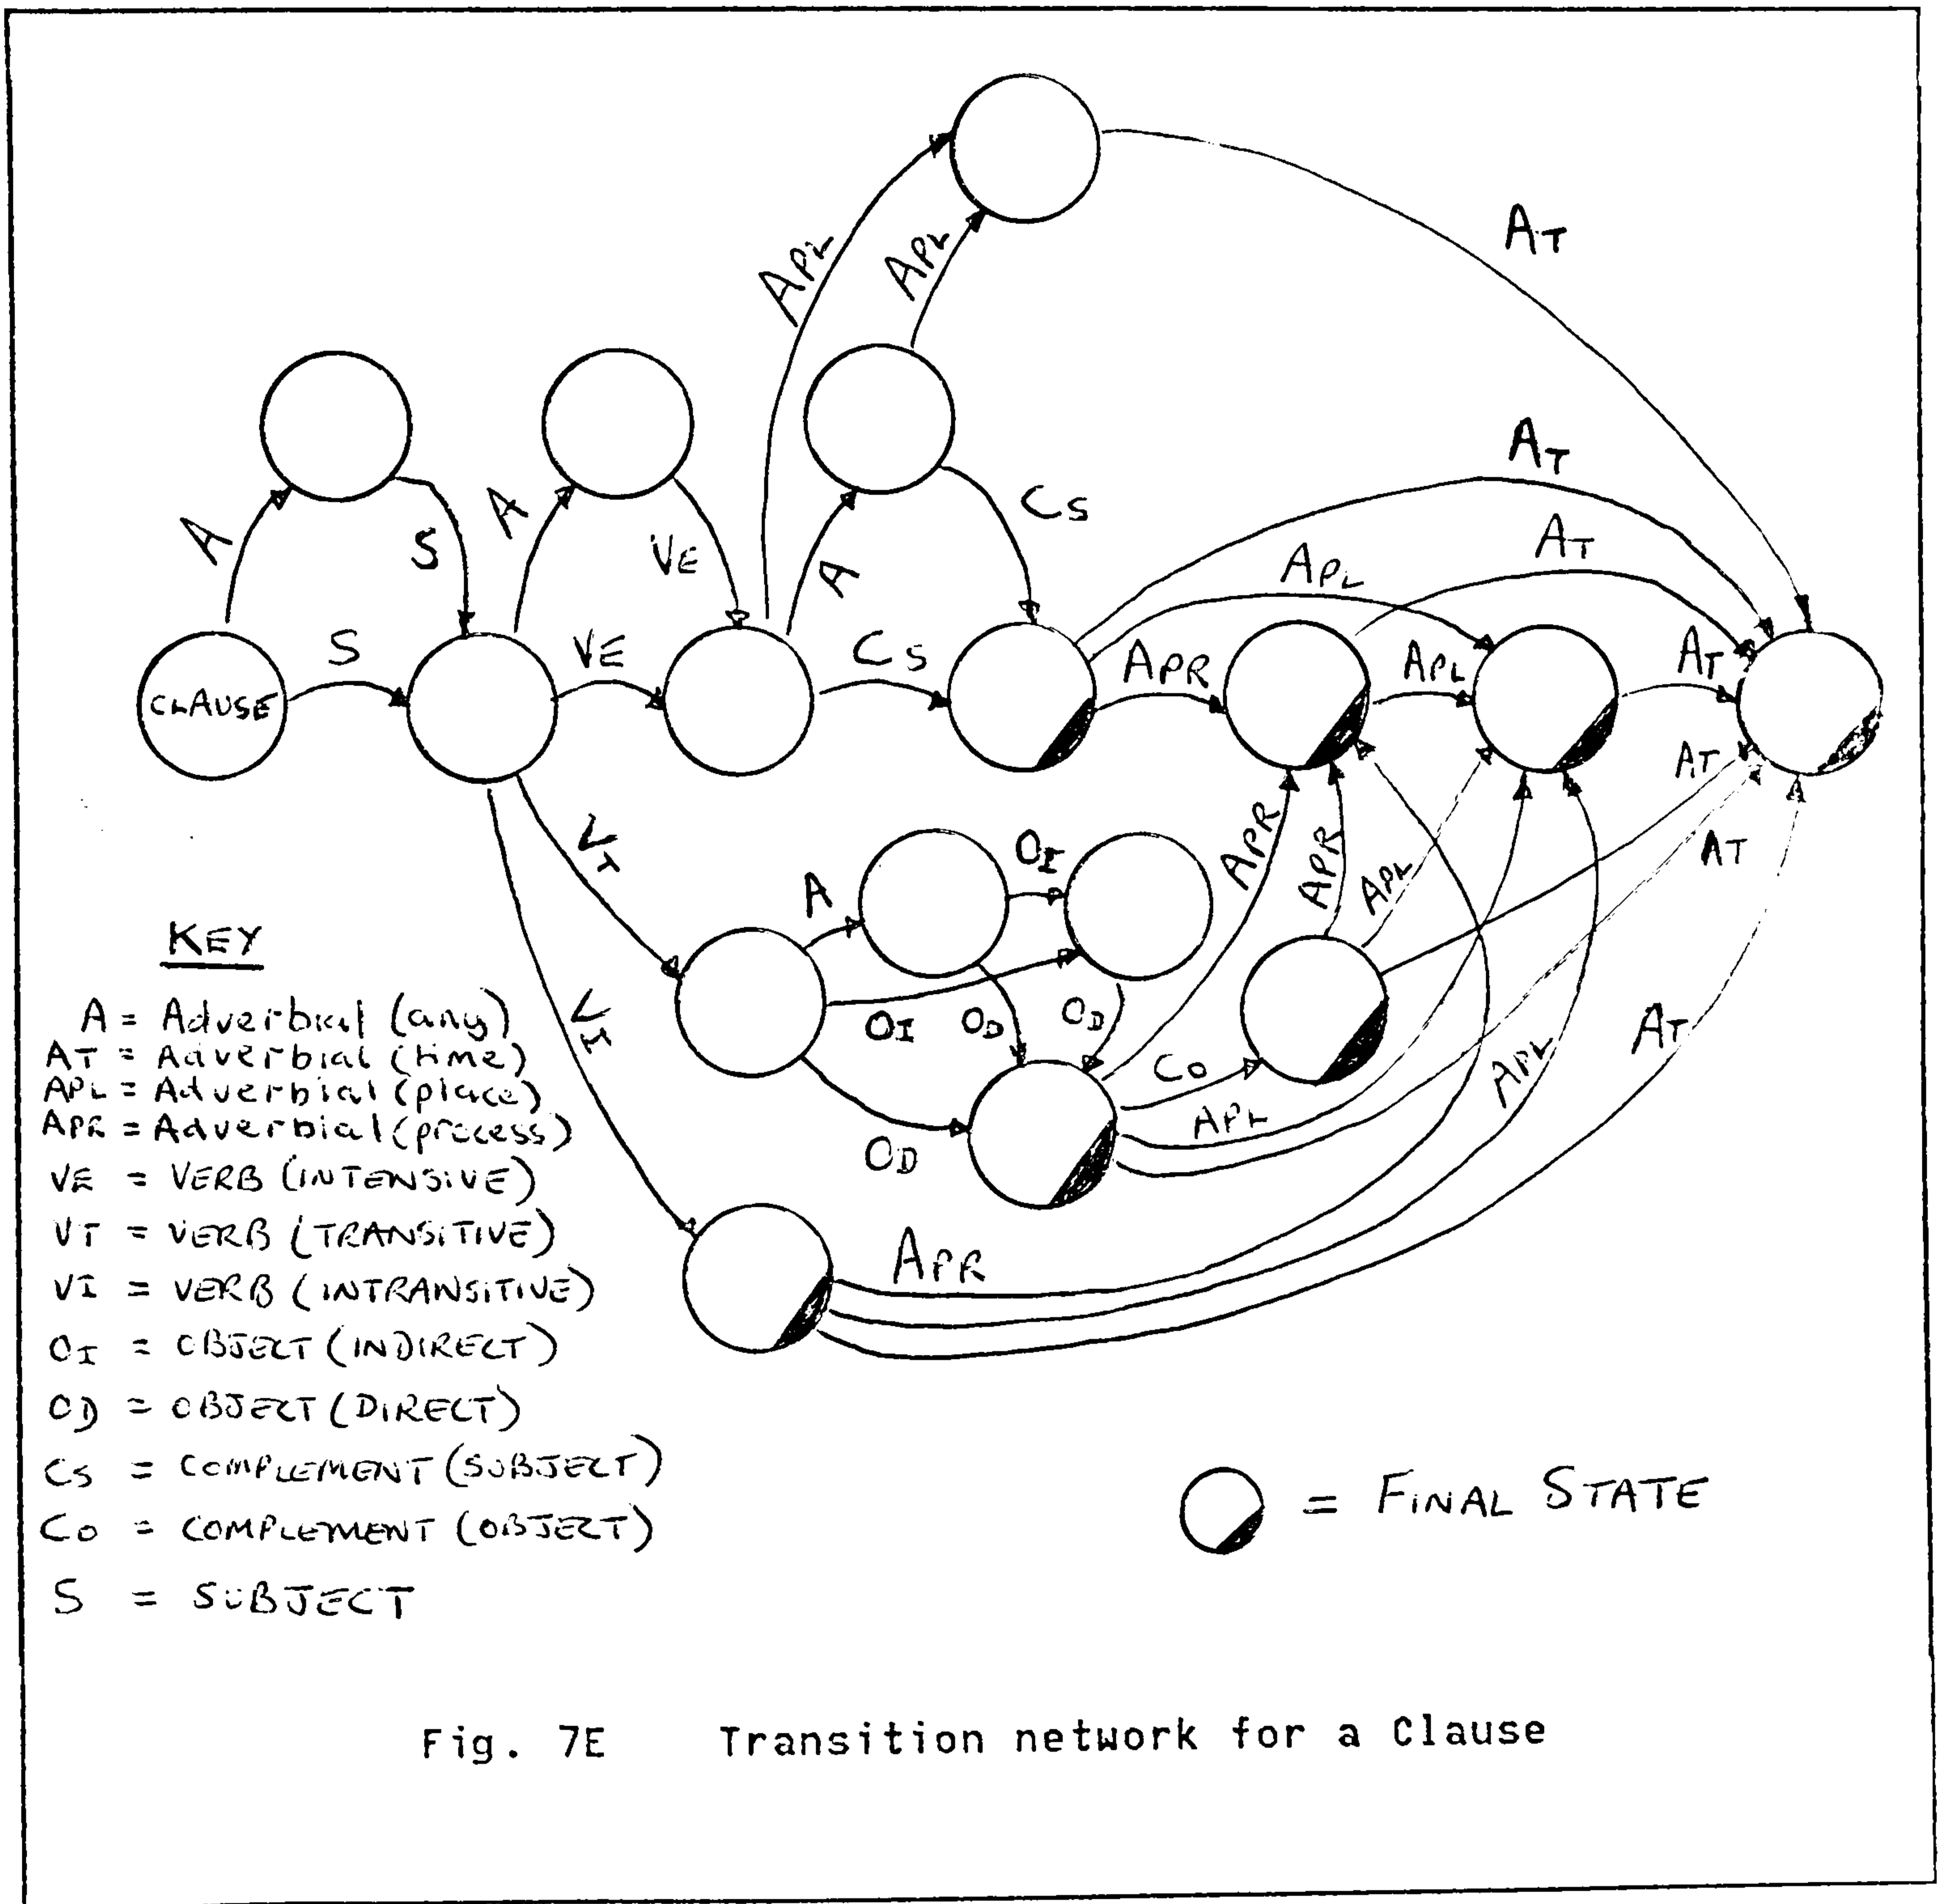 AT
APL
APL
AT
CS
A
S
A
VE
A
AT
APL
CLAUSE
S
VE
CS
APR
APL
AT
AT
AT
A
OI
APR
APR
APL
OI
OD
OD
CO
APL
APL
AT
OD
APR
KEY
A = Adverbial (any)
AT = Adverbial (time)
APL = Adverbial (place)
APR = Adverbial (process)
VE = VERB (INTENSIVE)
VT = VERB (TRANSITIVE)
VI = VERB (INTRANSITIVE)
OI = OBJECT (INDIRECT)
OD = OBJECT (DIRECT)
CS = COMPLEMENT (SUBJECT)
CO = COMPLEMENT (OBJECT)
S = SUBJECT
= FINAL STATE
Fig. 7E Transition network for a Clause